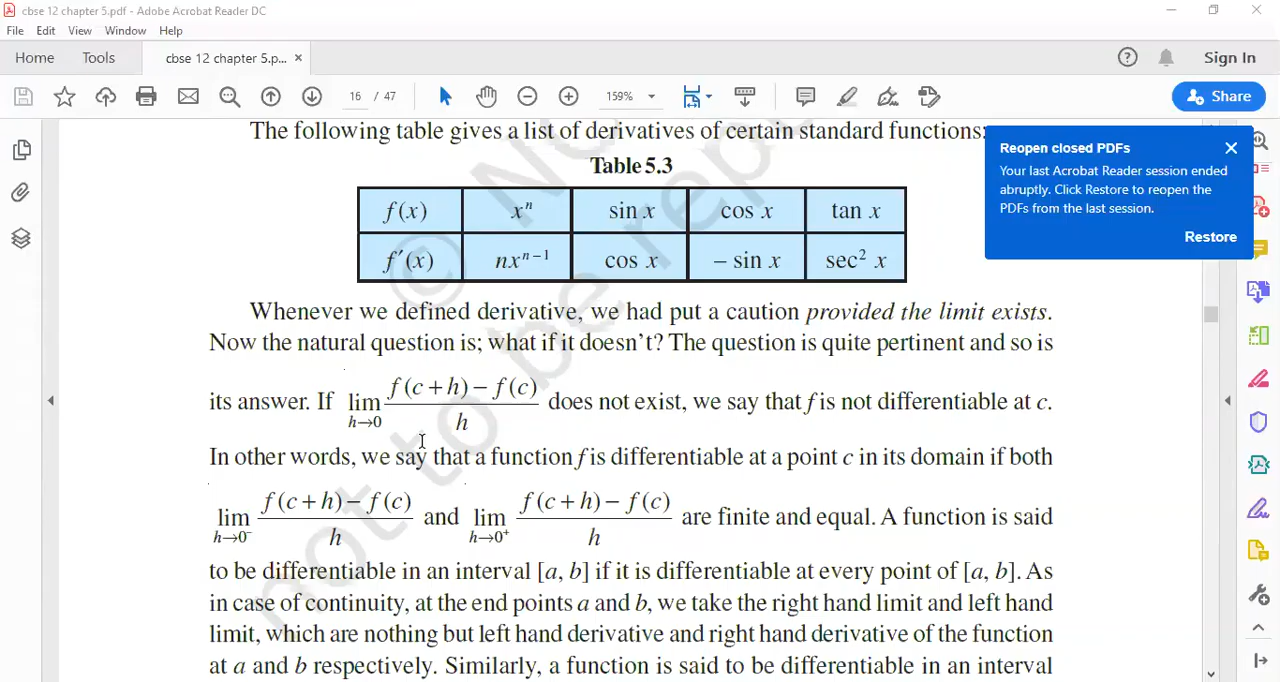 cbse 12 chapter 5.pdf - Adobe Acrobat Reader DC
File Edit View Window Help
Home Tools cbse 12 chapter 5.p... × Sign In
16 / 47 159% Share
The following table gives a list of derivatives of certain standard functions:
Table 5.3
f(x) xⁿ sin x cos x tan x
f′(x) nxⁿ⁻¹ cos x – sin x sec² x
Reopen closed PDFs
Your last Acrobat Reader session ended
abruptly. Click Restore to reopen the
PDFs from the last session.
Restore
Whenever we defined derivative, we had put a caution provided the limit exists.
Now the natural question is; what if it doesn't? The question is quite pertinent and so is
its answer. If lim h→0 (f(c+h) – f(c))/h does not exist, we say that f is not differentiable at c.
In other words, we say that a function f is differentiable at a point c in its domain if both
lim h→0⁻ (f(c+h) – f(c))/h and lim h→0⁺ (f(c+h) – f(c))/h are finite and equal. A function is said
to be differentiable in an interval [a, b] if it is differentiable at every point of [a, b]. As
in case of continuity, at the end points a and b, we take the right hand limit and left hand
limit, which are nothing but left hand derivative and right hand derivative of the function
at a and b respectively. Similarly, a function is said to be differentiable in an interval
© No
not to be rep